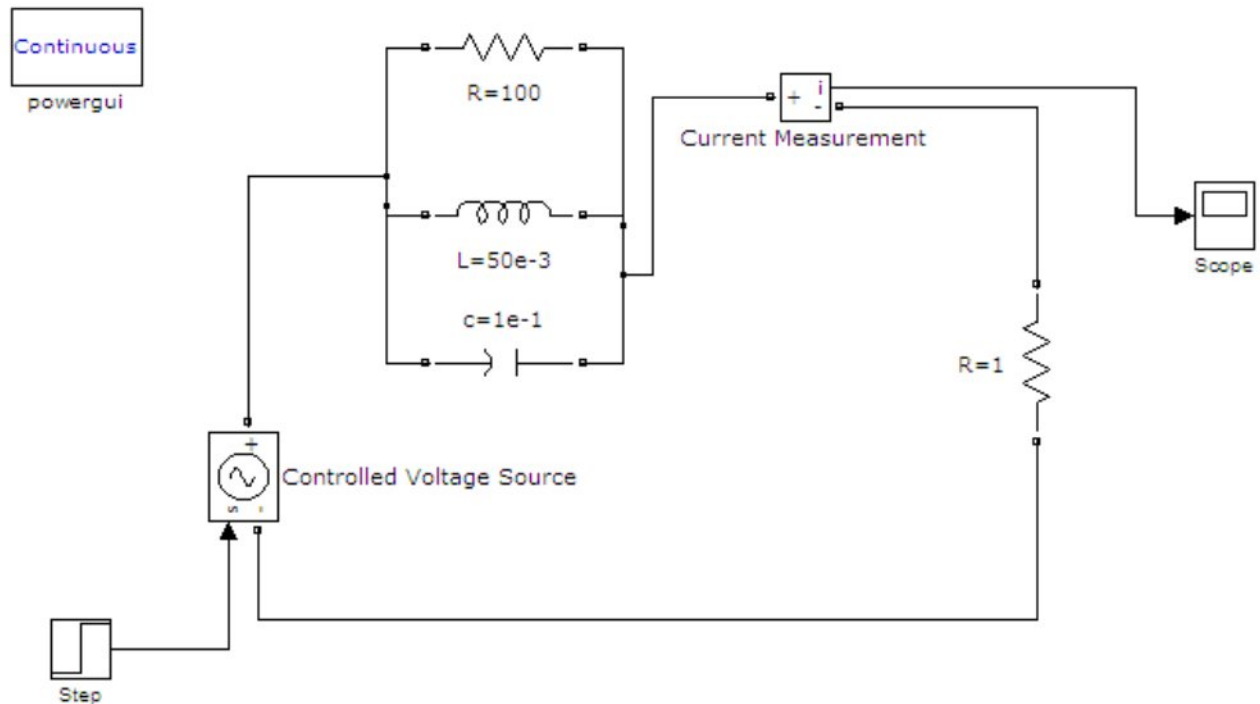 Continuous
powergui
R=100
L=50e-3
c=1e-1
+
i
-
Current Measurement
Scope
R=1
+
s
-
Controlled Voltage Source
Step